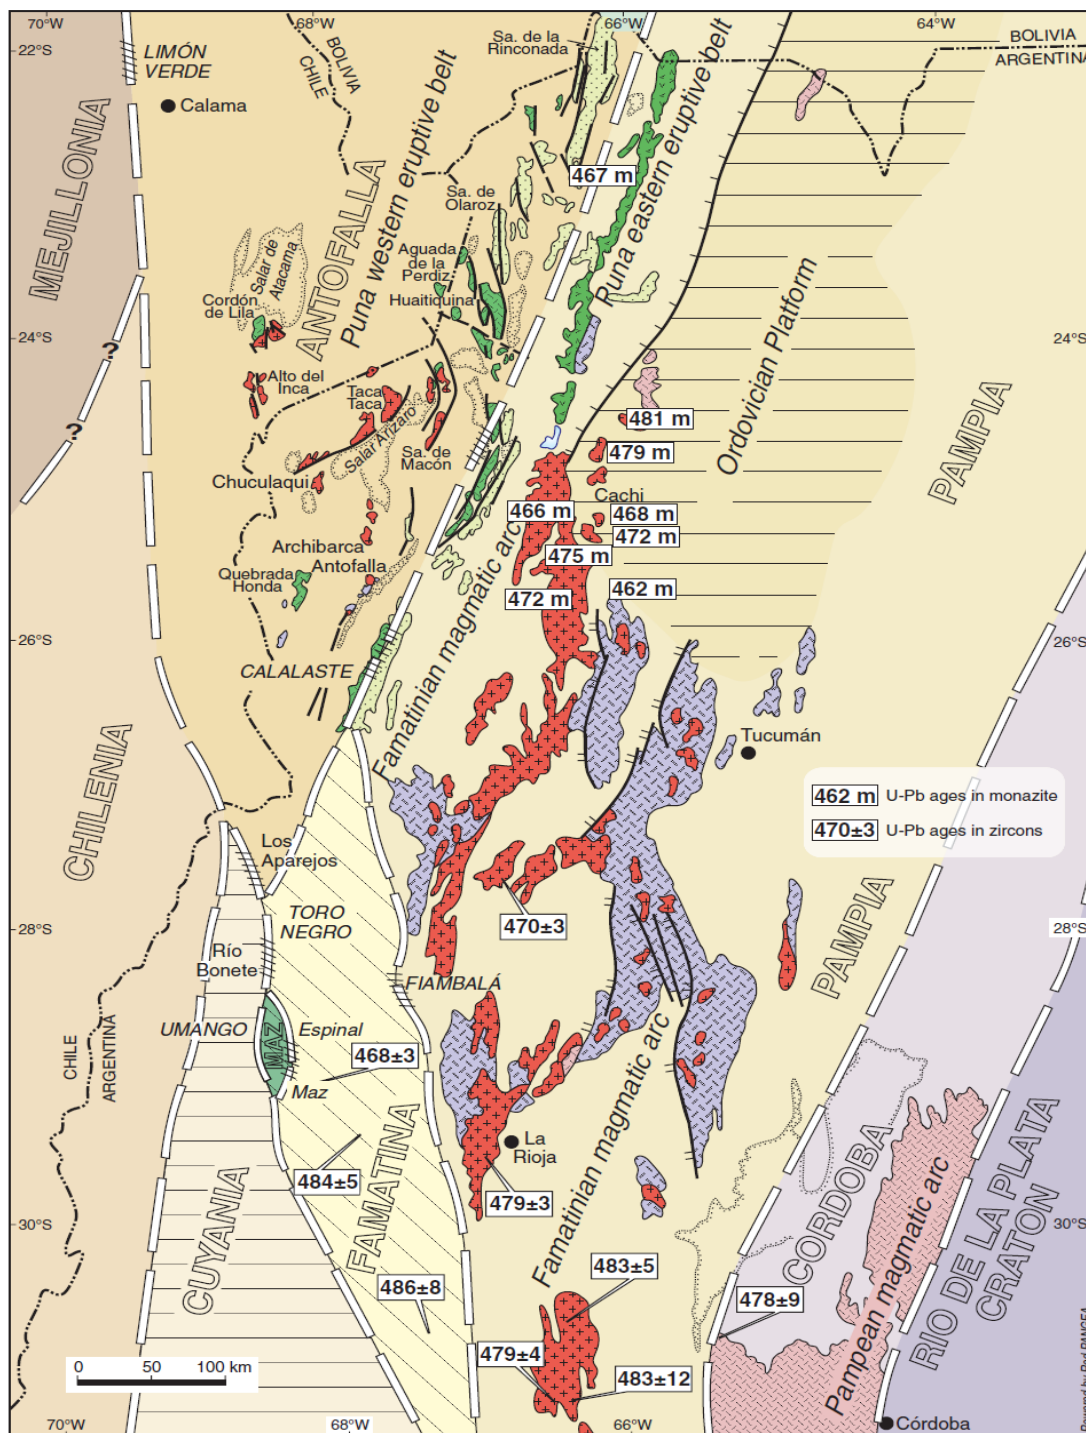 70°W
68°W
66°W
64°W
22°S
LIMÓN
VERDE
Calama
BOLIVIA
CHILE
Sa. de la
Rinconada
BOLIVIA
ARGENTINA
MEJILLONIA
ANTOFALLA
Puna western eruptive belt
Puna eastern eruptive belt
467 m
Sa. de
Olaroz
Aguada
de la
Perdiz
Huaitiquina
Salar de
Atacama
Cordón
de Lila
24°S
24°S
?
?
Alto del
Inca
Taca
Taca
Salar Arizaro
Sa. de
Macón
Chuculaqui
Ordovician Platform
PAMPIA
481 m
479 m
Cachi
466 m
468 m
472 m
475 m
472 m
462 m
Archibarca
Antofalla
Quebrada
Honda
Famatinian magmatic arc
26°S
26°S
CALALASTE
Tucumán
462 m
U-Pb ages in monazite
470±3
U-Pb ages in zircons
CHILENIA
Los
Aparejos
TORO
NEGRO
470±3
28°S
28°S
Río
Bonete
FIAMBALÁ
PAMPIA
UMANGO
MAZ
Espinal
468±3
Maz
CHILE
ARGENTINA
Famatinian magmatic arc
La
Rioja
484±5
479±3
CUYANIA
FAMATINA
30°S
30°S
CORDOBA
Pampean magmatic arc
RIO DE LA PLATA
CRATON
483±5
486±8
478±9
479±4
483±12
0
50
100 km
70°W
68°W
66°W
Córdoba
Powered by Red PANGEA